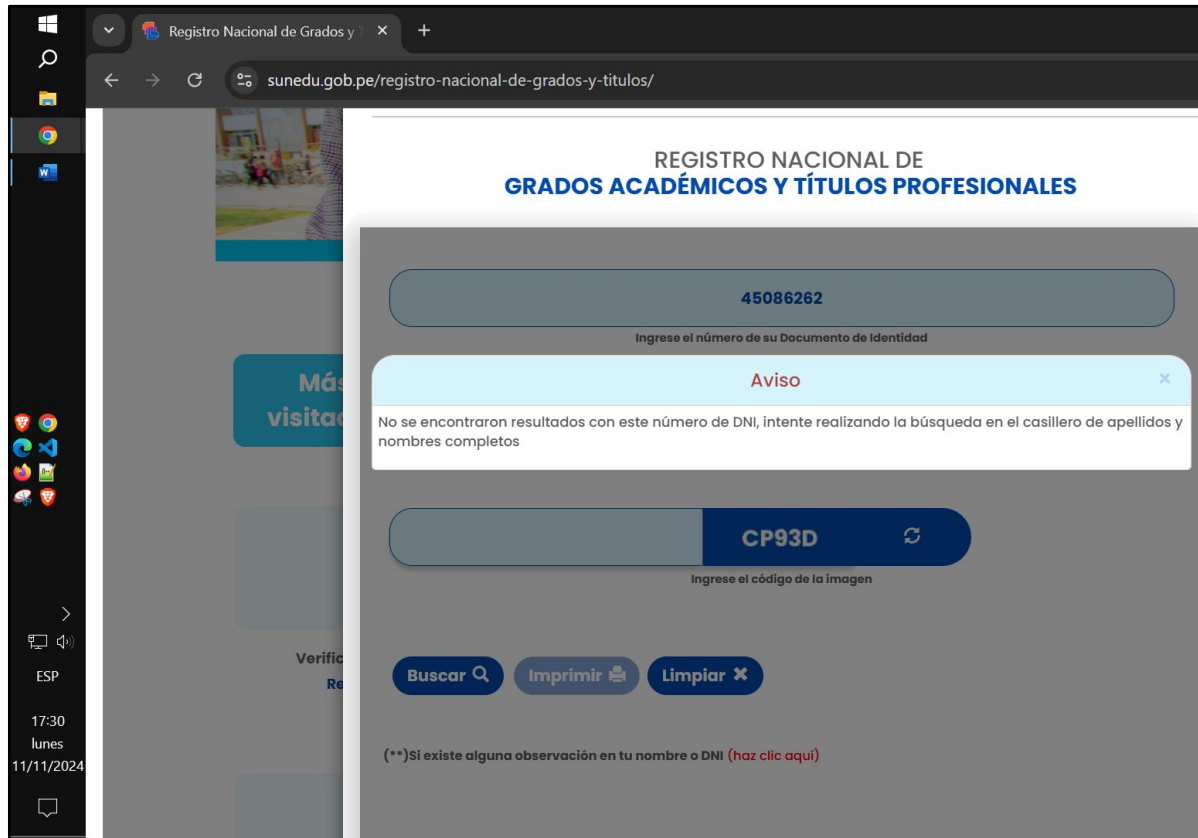 Registro Nacional de Grados y
sunedu.gob.pe/registro-nacional-de-grados-y-titulos/
REGISTRO NACIONAL DE
GRADOS ACADÉMICOS Y TÍTULOS PROFESIONALES
45086262
Ingrese el número de su Documento de Identidad
Más
visitad
Aviso
No se encontraron resultados con este número de DNI, intente realizando la búsqueda en el casillero de apellidos y
nombres completos
CP93D
Ingrese el código de la imagen
Verific
Re
Buscar
Imprimir
Limpiar
(**)Si existe alguna observación en tu nombre o DNI (haz clic aquí)
ESP
17:30
lunes
11/11/2024